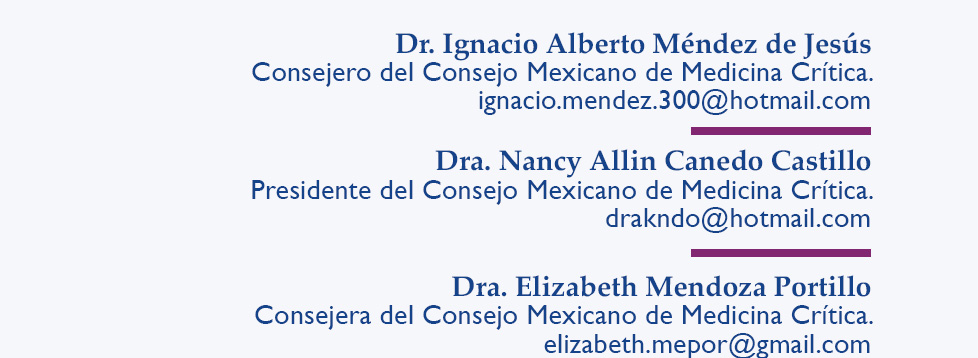 Dr. Ignacio Alberto Méndez de Jesús
Consejero del Consejo Mexicano de Medicina Crítica.
ignacio.mendez.300@hotmail.com
Dra. Nancy Allin Canedo Castillo
Presidente del Consejo Mexicano de Medicina Crítica.
drakndo@hotmail.com
Dra. Elizabeth Mendoza Portillo
Consejera del Consejo Mexicano de Medicina Crítica.
elizabeth.mepor@gmail.com